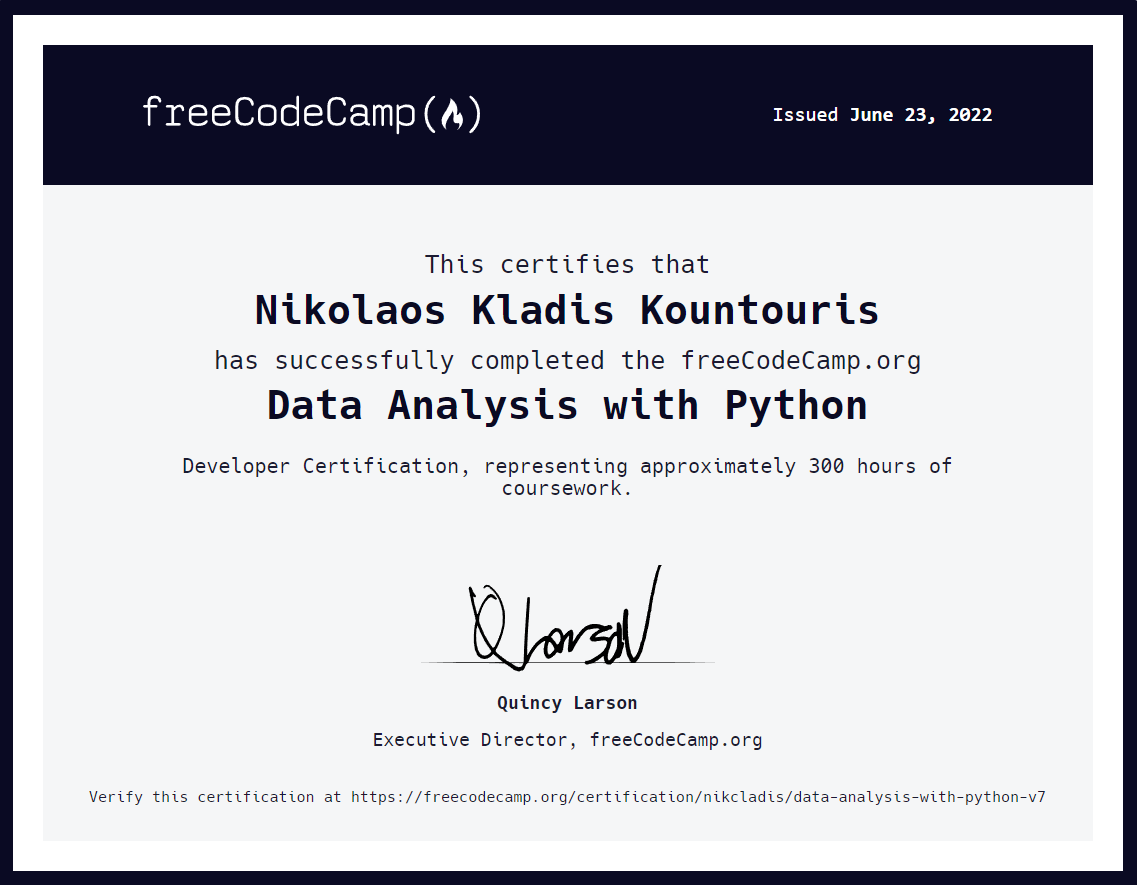 freeCodeCamp(🔥)
Issued June 23, 2022
This certifies that
Nikolaos Kladis Kountouris
has successfully completed the freeCodeCamp.org
Data Analysis with Python
Developer Certification, representing approximately 300 hours of
coursework.
QLarson
Quincy Larson
Executive Director, freeCodeCamp.org
Verify this certification at https://freecodecamp.org/certification/nikcladis/data-analysis-with-python-v7